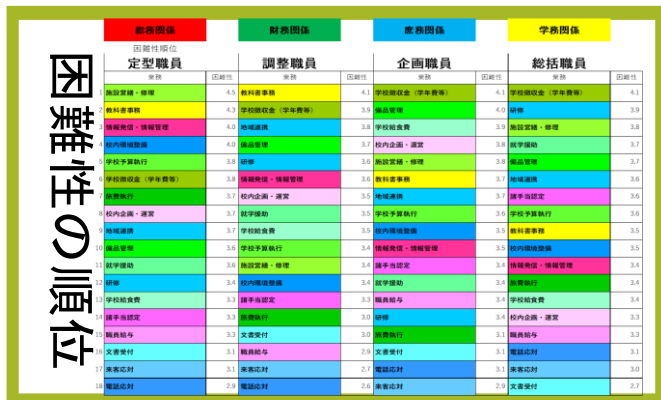 困難性の順位
総務関係 財務関係 庶務関係 学務関係
困難性順位
定型職員 調整職員 企画職員 総括職員
業務 困難性 業務 困難性 業務 困難性 業務 困難性
1 施設営繕・修理 4.5 教科書事務 4.1 学校徴収金（学年費等） 4.1 学校徴収金（学年費等） 4.1
2 教科書事務 4.3 学校徴収金（学年費等） 3.9 備品管理 4.0 研修 3.9
3 情報発信・情報管理 4.0 地域連携 3.8 学校給食費 3.9 施設営繕・修理 3.8
4 校内環境整備 4.0 備品管理 3.7 校内企画・運営 3.8 就学援助 3.7
5 学校予算執行 3.8 研修 3.6 施設営繕・修理 3.8 備品管理 3.7
6 学校徴収金（学年費等） 3.8 情報発信・情報管理 3.6 教科書事務 3.7 地域連携 3.6
7 旅費執行 3.7 校内企画・運営 3.5 地域連携 3.7 諸手当認定 3.6
8 校内企画・運営 3.7 就学援助 3.5 学校予算執行 3.6 学校予算執行 3.6
9 地域連携 3.7 学校給食費 3.5 校内環境整備 3.5 教科書事務 3.5
10 備品管理 3.6 学校予算執行 3.4 情報発信・情報管理 3.5 校内環境整備 3.5
11 就学援助 3.6 施設営繕・修理 3.4 諸手当認定 3.4 情報発信・情報管理 3.4
12 研修 3.4 校内環境整備 3.4 就学援助 3.4 旅費執行 3.4
13 学校給食費 3.3 諸手当認定 3.3 職員給与 3.4 学校給食費 3.4
14 諸手当認定 3.3 旅費執行 3.0 研修 3.4 校内企画・運営 3.3
15 職員給与 3.3 文書受付 3.0 旅費執行 3.1 職員給与 3.3
16 文書受付 3.1 職員給与 2.9 文書受付 3.1 電話応対 3.1
17 来客応対 3.1 来客応対 2.7 電話応対 3.1 来客応対 3.0
18 電話応対 2.9 電話応対 2.6 来客応対 2.9 文書受付 2.7